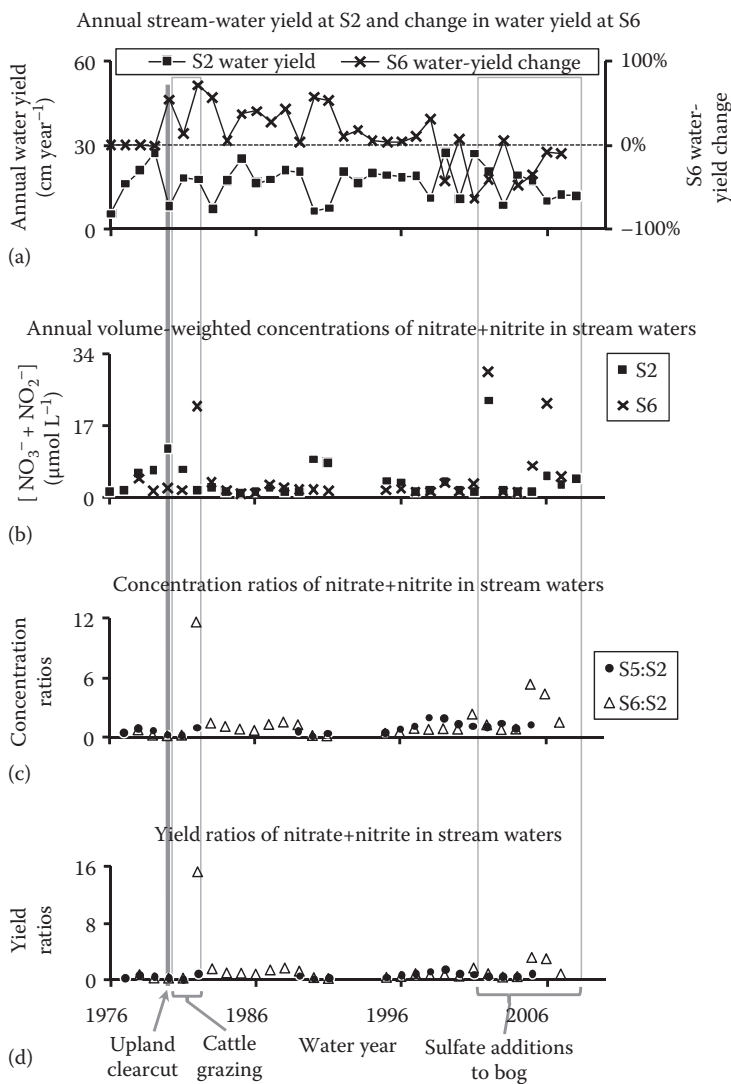 Annual stream-water yield at S2 and change in water yield at S6
60
30
0
Annual water yield
(cm year⁻¹)
S2 water yield
S6 water-yield change
100%
0%
−100%
S6 water-
yield change
(a)
Annual volume-weighted concentrations of nitrate+nitrite in stream waters
34
17
0
[ NO₃⁻ + NO₂⁻]
(μmol L⁻¹)
S2
S6
(b)
Concentration ratios of nitrate+nitrite in stream waters
12
6
0
Concentration
ratios
S5:S2
S6:S2
(c)
Yield ratios of nitrate+nitrite in stream waters
16
8
0
Yield
ratios
1976
1986
1996
2006
Upland
clearcut
Cattle
grazing
Water year
Sulfate additions
to bog
(d)